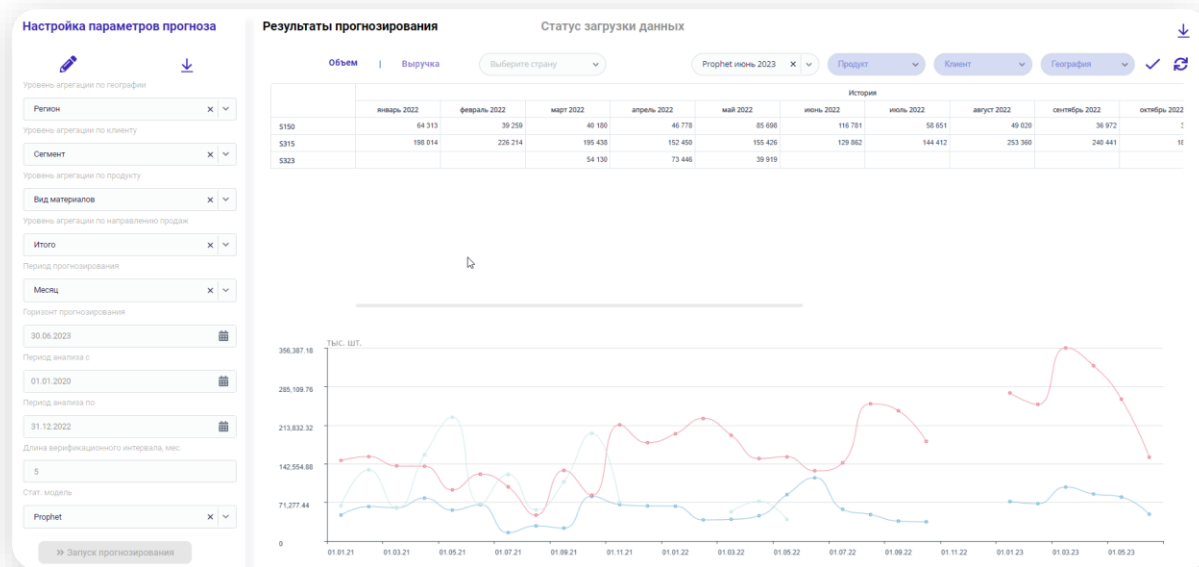 Настройка параметров прогноза
Уровень агрегации по географии
Регион
Уровень агрегации по клиенту
Сегмент
Уровень агрегации по продукту
Вид материалов
Уровень агрегации по направлению продаж
Итого
Период прогнозирования
Месяц
Горизонт прогнозирования
30.06.2023
Период анализа с
01.01.2020
Период анализа по
31.12.2022
Длина верификационного интервала, мес.
5
Стат. модель
Prophet
>> Запуск прогнозирования
Результаты прогнозирования Статус загрузки данных
Объем | Выручка Выберите страну Prophet июнь 2023 Продукт Клиент География
История
январь 2022 февраль 2022 март 2022 апрель 2022 май 2022 июнь 2022 июль 2022 август 2022 сентябрь 2022 октябрь 2022
S150 64 313 39 259 40 180 46 778 85 698 116 781 58 651 49 020 36 972
S315 198 014 226 214 195 438 152 450 155 426 129 862 144 412 253 360 240 441
S323 54 130 73 446 39 919
ТЫС. ШТ.
356,387.18
285,109.76
213,832.32
142,554.88
71,277.44
0
01.01.21 01.03.21 01.05.21 01.07.21 01.09.21 01.11.21 01.01.22 01.03.22 01.05.22 01.07.22 01.09.22 01.11.22 01.01.23 01.03.23 01.05.23